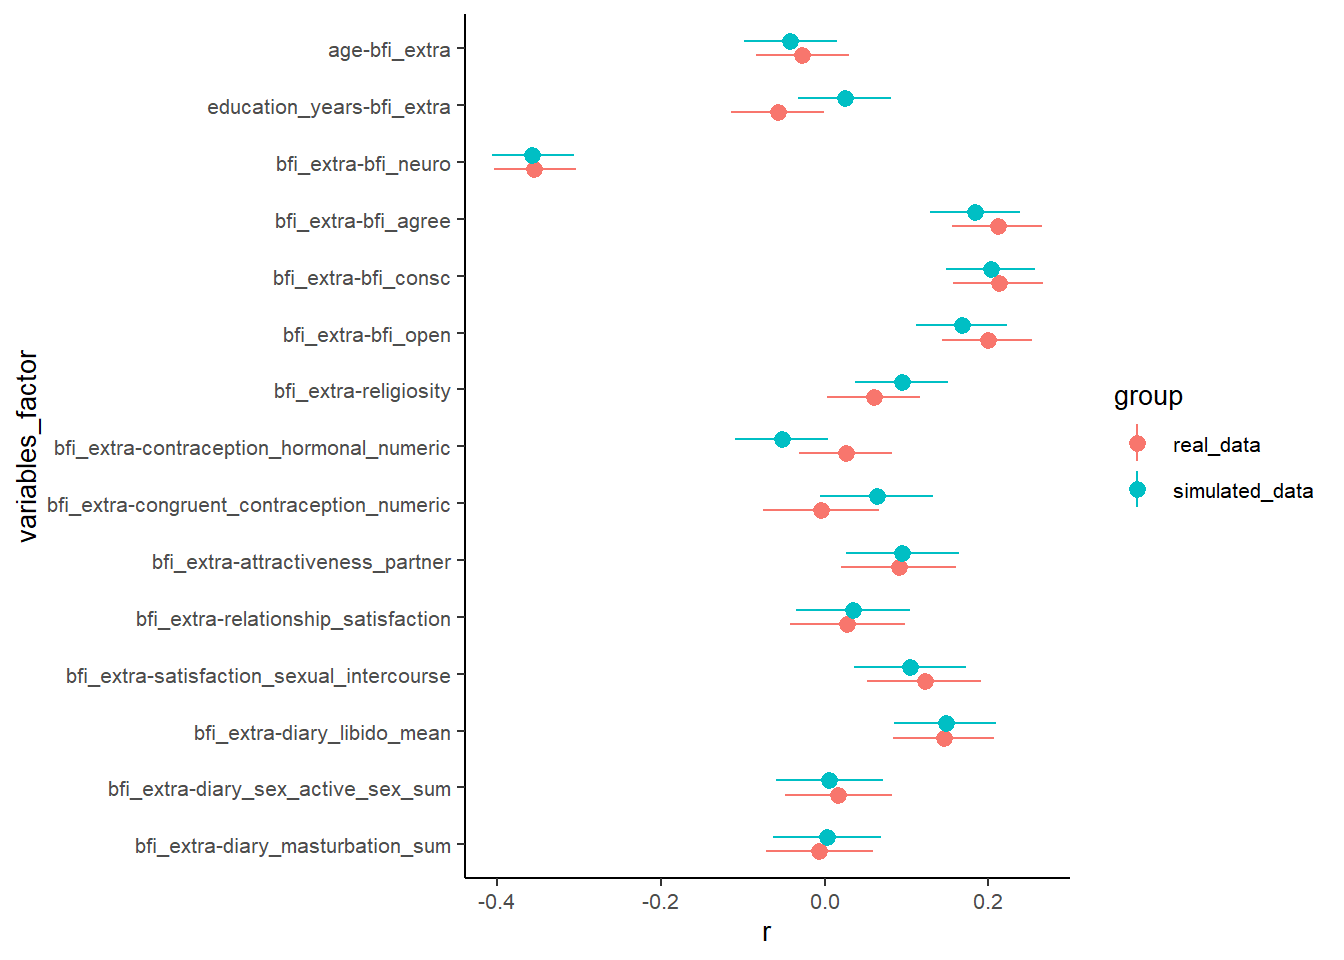 age-bfi_extra
education_years-bfi_extra
bfi_extra-bfi_neuro
bfi_extra-bfi_agree
bfi_extra-bfi_consc
bfi_extra-bfi_open
bfi_extra-religiosity
bfi_extra-contraception_hormonal_numeric
bfi_extra-congruent_contraception_numeric
bfi_extra-attractiveness_partner
bfi_extra-relationship_satisfaction
bfi_extra-satisfaction_sexual_intercourse
bfi_extra-diary_libido_mean
bfi_extra-diary_sex_active_sex_sum
bfi_extra-diary_masturbation_sum
variables_factor
-0.4 -0.2 0.0 0.2
r
group
real_data
simulated_data